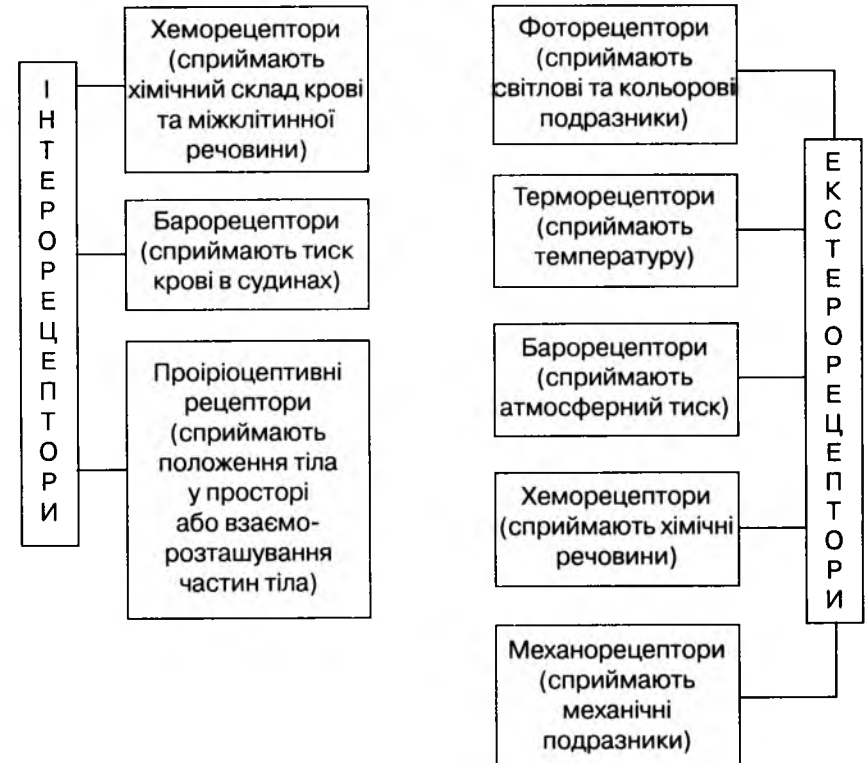 ІНТЕРОРЕЦЕПТОРИ
Хеморецептори
(сприймають
хімічний склад крові
та міжклітинної
речовини)
Барорецептори
(сприймають тиск
крові в судинах)
Проіріоцептивні
рецептори
(сприймають
положення тіла
у просторі
або взаємо-
розташування
частин тіла)
Фоторецептори
(сприймають
світлові та кольорові
подразники)
Терморецептори
(сприймають
температуру)
Барорецептори
(сприймають
атмосферний тиск)
Хеморецептори
(сприймають хімічні
речовини)
Механорецептори
(сприймають
механічні
подразники)
ЕКСТЕРОРЕЦЕПТОРИ